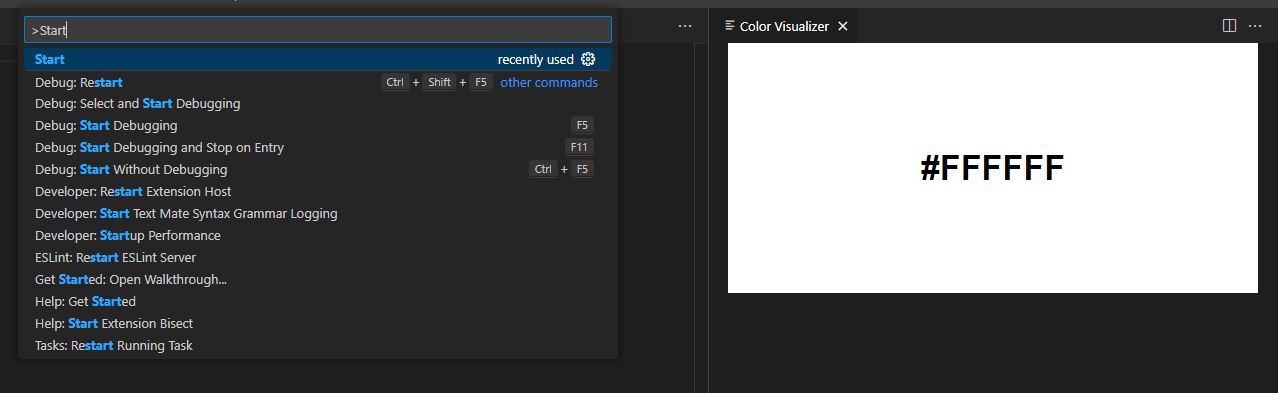 >Start
Start recently used
Debug: Restart Ctrl + Shift + F5 other commands
Debug: Select and Start Debugging
Debug: Start Debugging F5
Debug: Start Debugging and Stop on Entry F11
Debug: Start Without Debugging Ctrl + F5
Developer: Restart Extension Host
Developer: Start Text Mate Syntax Grammar Logging
Developer: Startup Performance
ESLint: Restart ESLint Server
Get Started: Open Walkthrough...
Help: Get Started
Help: Start Extension Bisect
Tasks: Restart Running Task
Color Visualizer
#FFFFFF